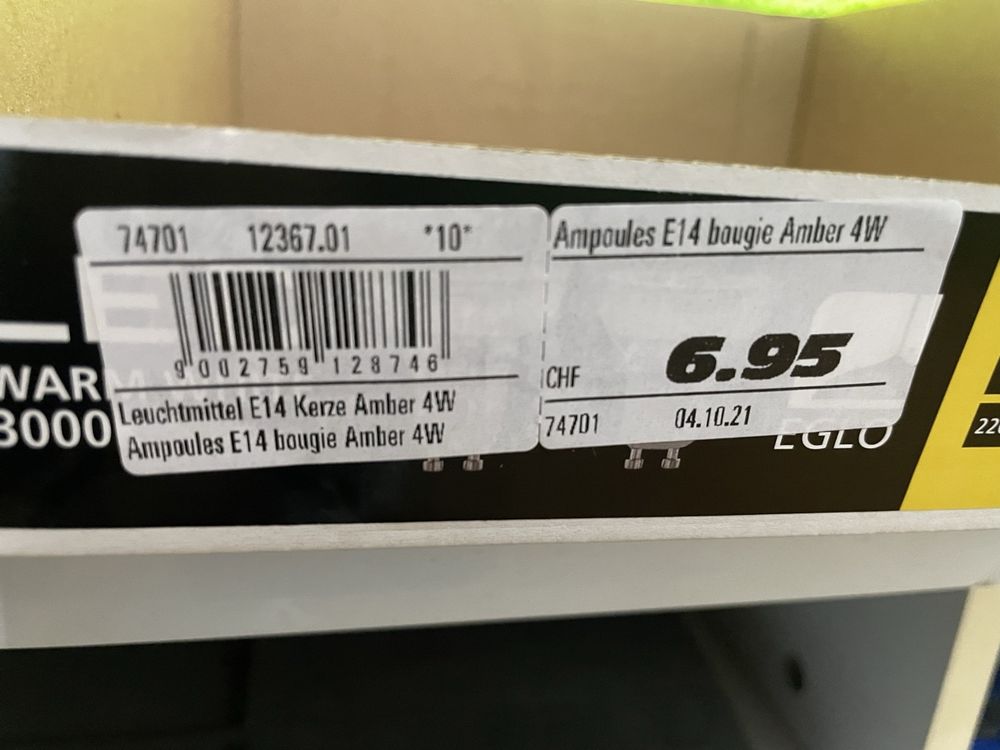 74701 12367.01 *10*
9 002759 128746
Leuchtmittel E14 Kerze Amber 4W
Ampoules E14 bougie Amber 4W
Ampoules E14 bougie Amber 4W
CHF 6.95
74701 04.10.21
3000
EGLO